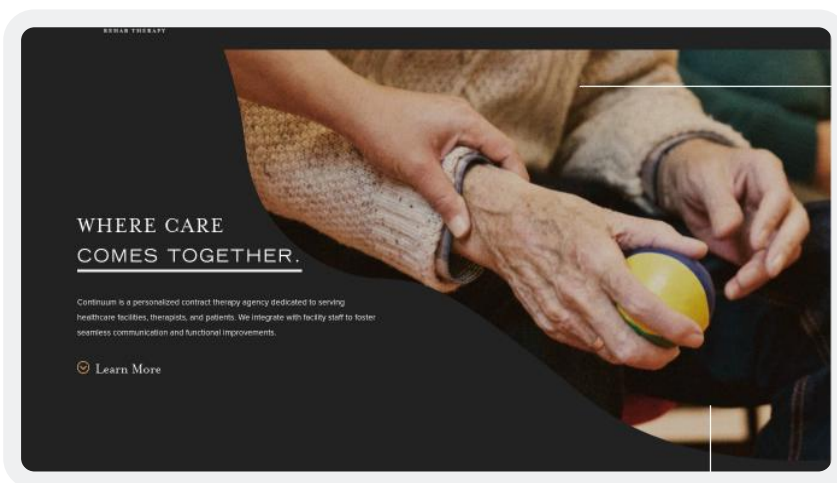 REHAB THERAPY
WHERE CARE
COMES TOGETHER.
Continuum is a personalized contract therapy agency dedicated to serving
healthcare facilities, therapists, and patients. We integrate with facility staff to foster
seamless communication and functional improvements.
Learn More